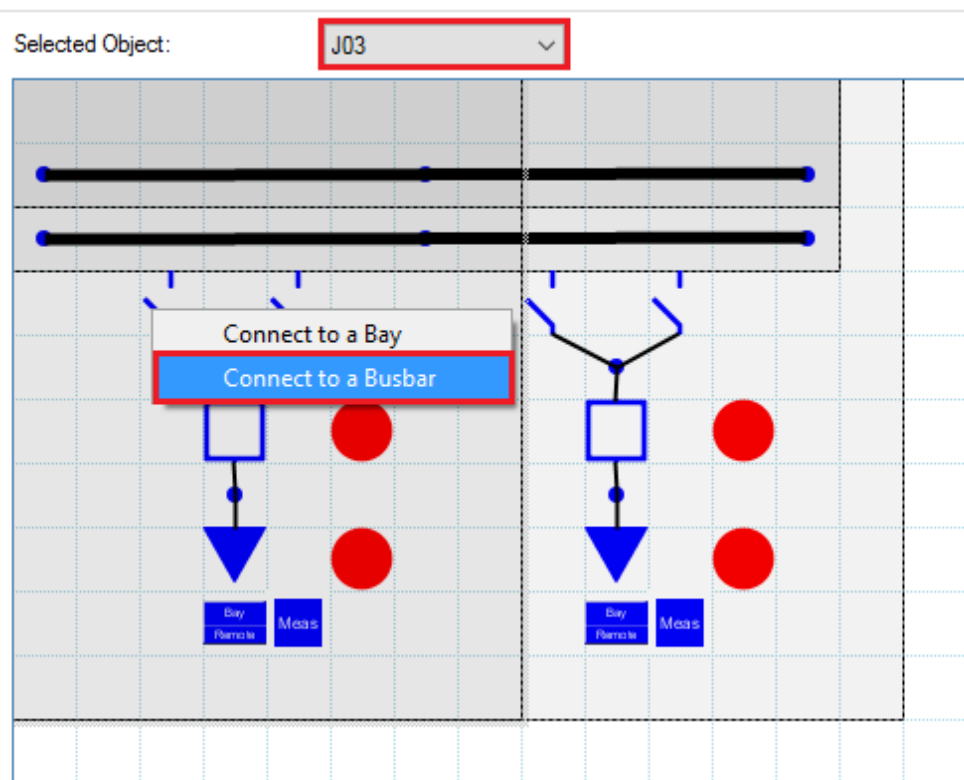 Selected Object:
J03
Connect to a Bay
Connect to a Busbar
Bay
Remote
Meas
Bay
Remote
Meas